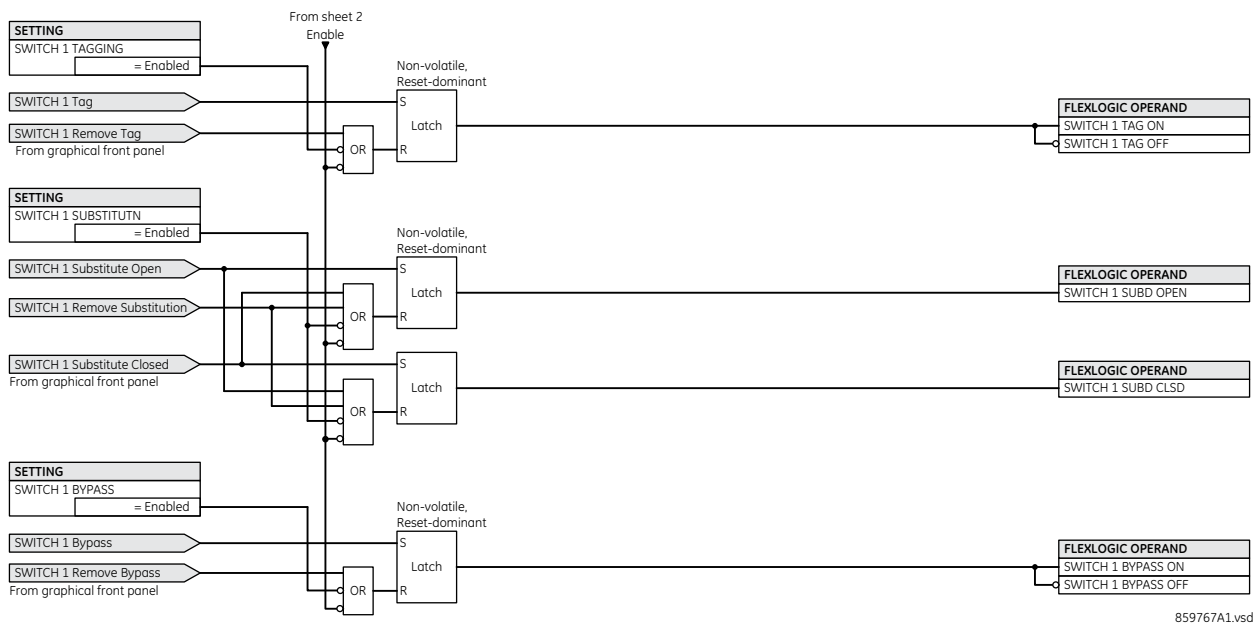 From sheet 2
Enable
SETTING
SWITCH 1 TAGGING
= Enabled
SWITCH 1 Tag
SWITCH 1 Remove Tag
From graphical front panel
Non-volatile,
Reset-dominant
S
Latch
R
OR
FLEXLOGIC OPERAND
SWITCH 1 TAG ON
SWITCH 1 TAG OFF
SETTING
SWITCH 1 SUBSTITUTN
= Enabled
SWITCH 1 Substitute Open
SWITCH 1 Remove Substitution
SWITCH 1 Substitute Closed
From graphical front panel
Non-volatile,
Reset-dominant
S
Latch
R
OR
S
Latch
R
OR
FLEXLOGIC OPERAND
SWITCH 1 SUBD OPEN
FLEXLOGIC OPERAND
SWITCH 1 SUBD CLSD
SETTING
SWITCH 1 BYPASS
= Enabled
SWITCH 1 Bypass
SWITCH 1 Remove Bypass
From graphical front panel
Non-volatile,
Reset-dominant
S
Latch
R
OR
FLEXLOGIC OPERAND
SWITCH 1 BYPASS ON
SWITCH 1 BYPASS OFF
859767A1.vsd